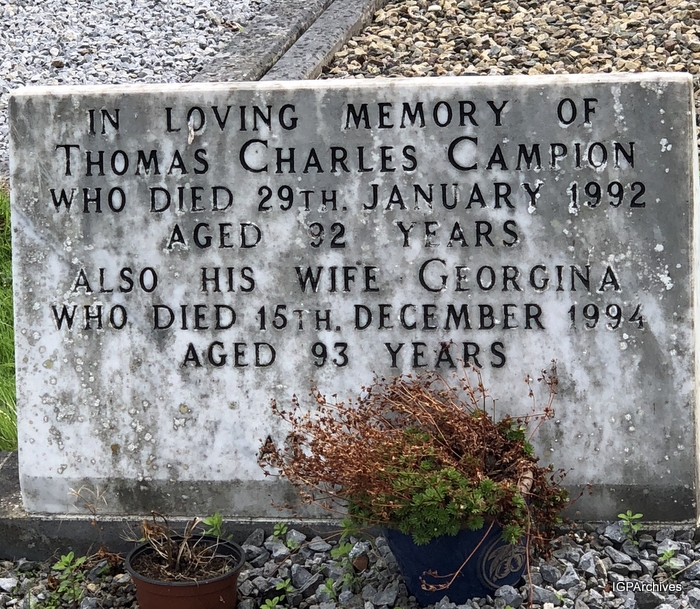 IN LOVING MEMORY OF
THOMAS CHARLES CAMPION
WHO DIED 29TH. JANUARY 1992
AGED 92 YEARS
ALSO HIS WIFE GEORGINA
WHO DIED 15TH. DECEMBER 1994
AGED 93 YEARS
IGPArchives